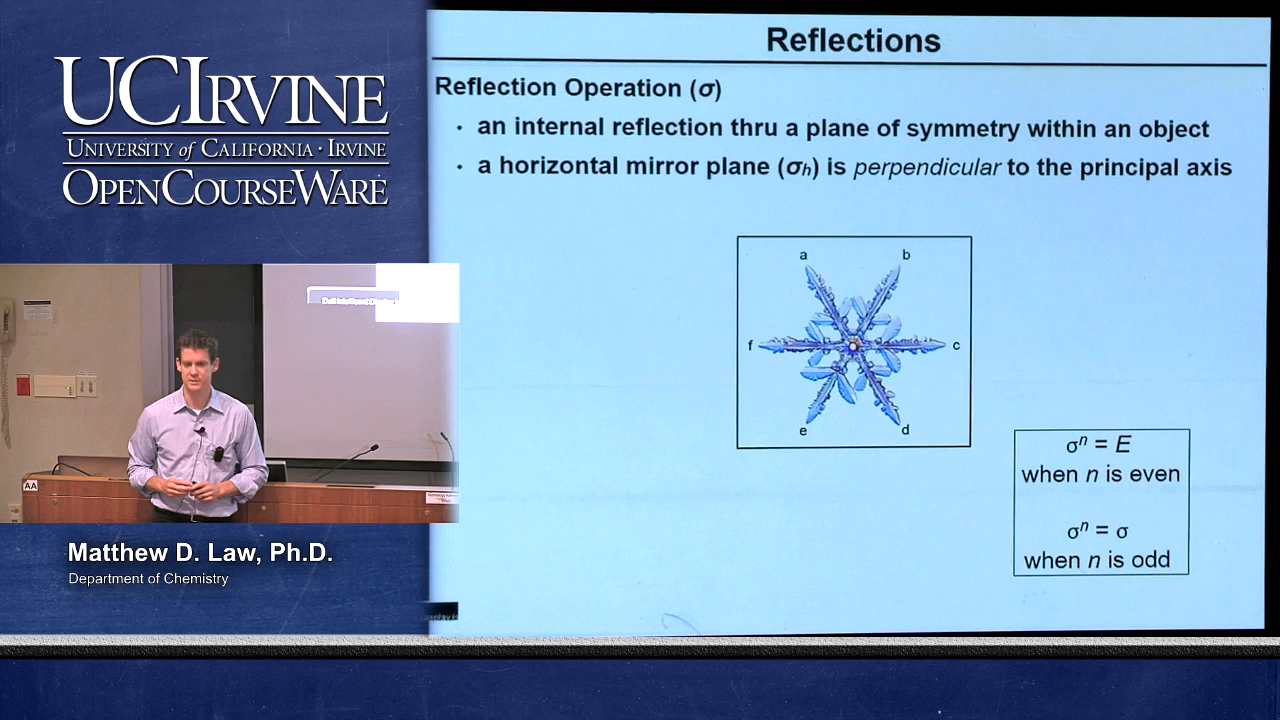 UCIRVINE
UNIVERSITY of CALIFORNIA · IRVINE
OPENCOURSEWARE
Reflections
Reflection Operation (σ)
· an internal reflection thru a plane of symmetry within an object
· a horizontal mirror plane (σh) is perpendicular to the principal axis
a b
f c
e d
σⁿ = E
when n is even
σⁿ = σ
when n is odd
AA
Matthew D. Law, Ph.D.
Department of Chemistry